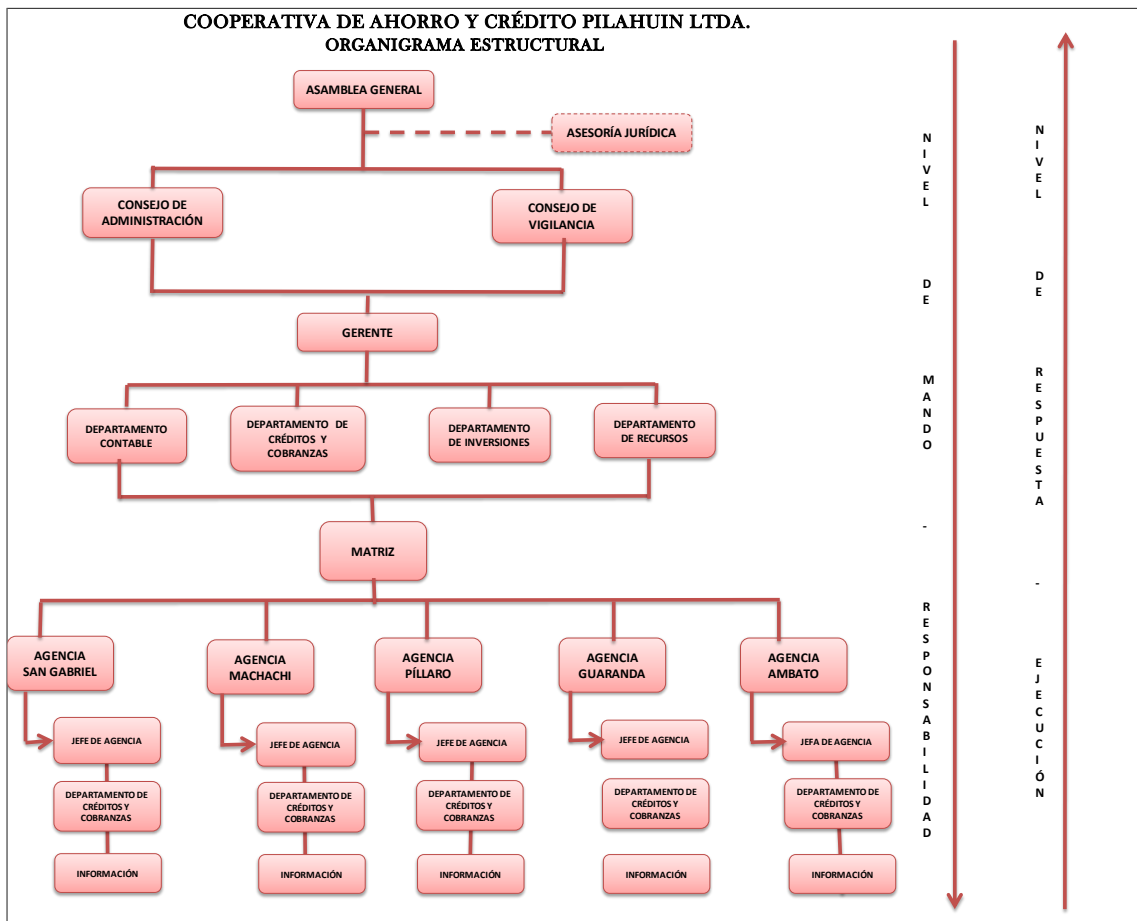 COOPERATIVA DE AHORRO Y CRÉDITO PILAHUIN LTDA.
ORGANIGRAMA ESTRUCTURAL
ASAMBLEA GENERAL
ASESORÍA JURÍDICA
CONSEJO DE
ADMINISTRACIÓN
CONSEJO DE
VIGILANCIA
GERENTE
DEPARTAMENTO
CONTABLE
DEPARTAMENTO DE
CRÉDITOS Y
COBRANZAS
DEPARTAMENTO
DE INVERSIONES
DEPARTAMENTO
DE RECURSOS
MATRIZ
AGENCIA
SAN GABRIEL
AGENCIA
MACHACHI
AGENCIA
PÍLLARO
AGENCIA
GUARANDA
AGENCIA
AMBATO
JEFE DE AGENCIA
JEFE DE AGENCIA
JEFE DE AGENCIA
JEFE DE AGENCIA
JEFA DE AGENCIA
DEPARTAMENTO DE
CRÉDITOS Y
COBRANZAS
DEPARTAMENTO DE
CRÉDITOS Y
COBRANZAS
DEPARTAMENTO DE
CRÉDITOS Y
COBRANZAS
DEPARTAMENTO DE
CRÉDITOS Y
COBRANZAS
DEPARTAMENTO DE
CRÉDITOS Y
COBRANZAS
INFORMACIÓN
INFORMACIÓN
INFORMACIÓN
INFORMACIÓN
INFORMACIÓN
NIVEL DE MANDO - RESPONSABILIDAD
NIVEL DE RESPUESTA - EJECUCIÓN